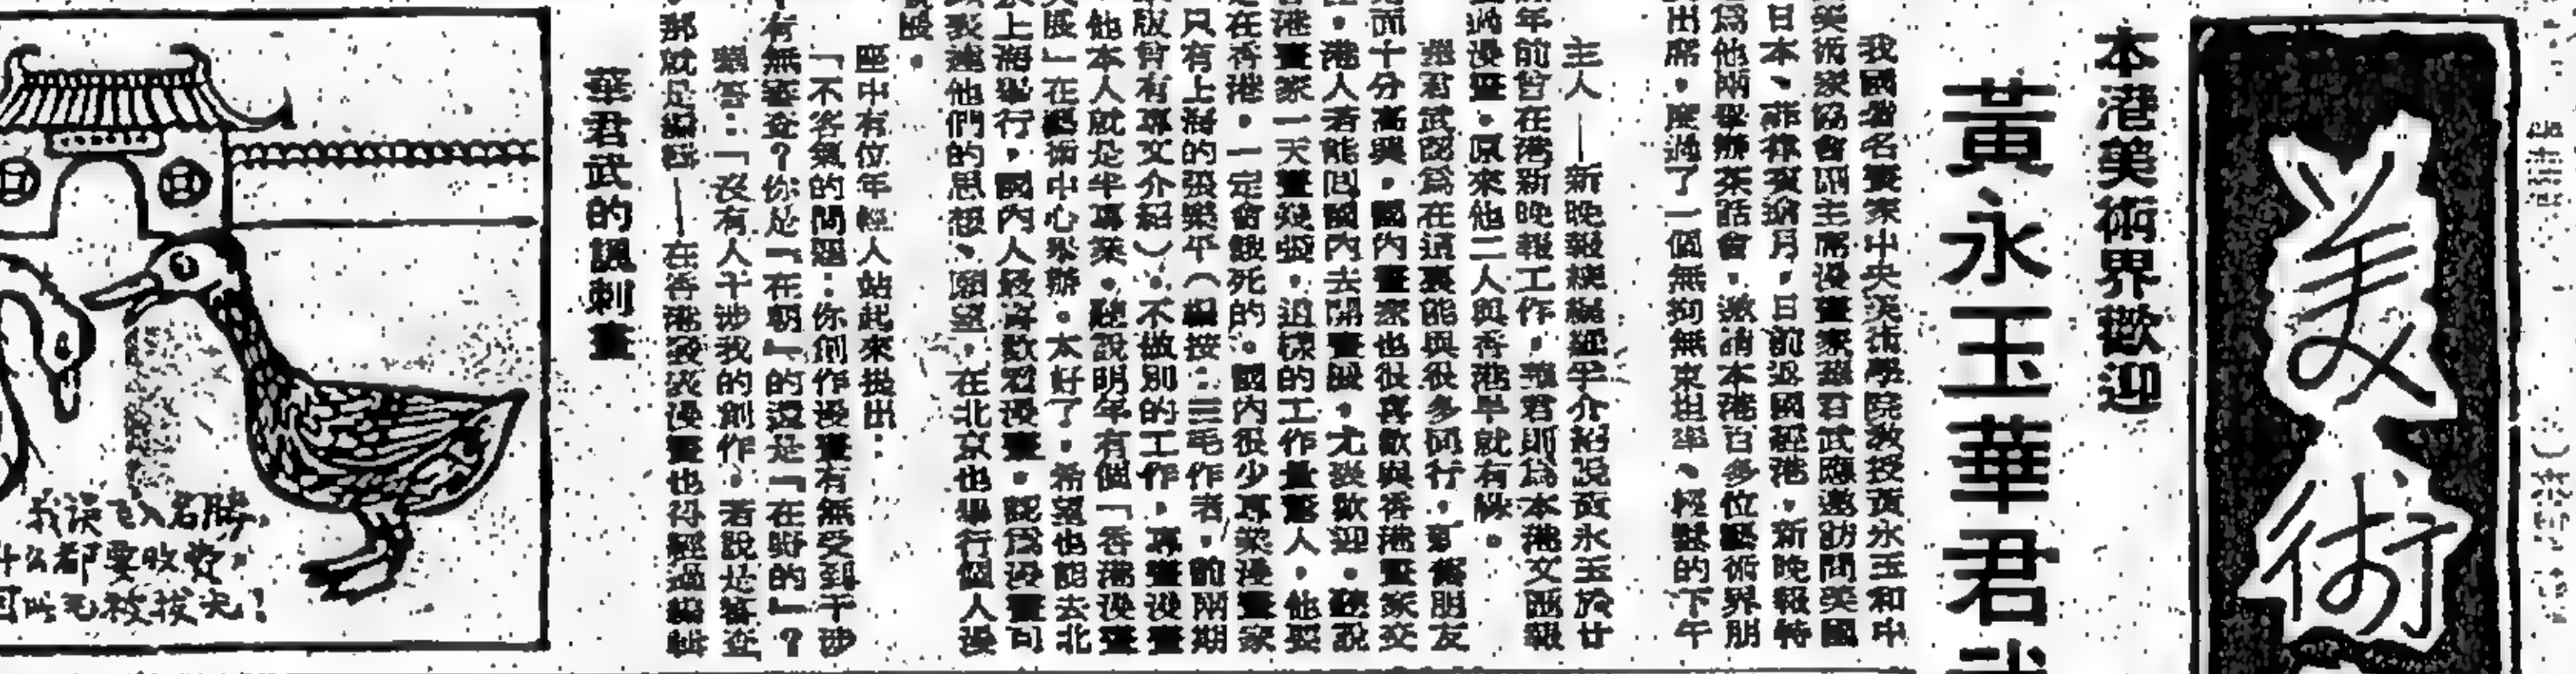 美術
本港美術界歡迎
黃永玉華君武
我國著名畫家中央美術學院教授黃永玉和中
美術家協會副主席漫畫家華君武應邀訪問美國
日本、菲律賓逾月,日前返國經港,新晚報特
為他兩舉辦茶話會,邀請本港百多位藝術界朋
出席,度過了一個無拘無束坦率、輕鬆的下午
主人——新晚報總編輯羅孚介紹說黃永玉於廿
年前曾在港新晚報工作,華君則為本港文匯報
過漫畫,原來他二人與香港早就有緣。
華君武認為在這裏能與很多同行,新舊朋友
而十分高興,國內畫家也很喜歡與香港畫家交
,港人若能回國內去開畫展,尤表歡迎。聽說
港畫家一天畫幾張,這樣的工作量驚人,他要
在香港,一定會餓死的。國內很少專業漫畫家
只有上海的張樂平(編按:三毛作者,前兩期
版曾有專文介紹),不做別的工作,專畫漫畫
他本人就是半專業。聽說明年有個「香港漫畫
展」在藝術中心舉辦。太好了,希望也能去北
上海舉行,國內人最喜歡看漫畫,認為漫畫可
表達他們的思想、願望,在北京也舉行個人漫
展。
座中有位年輕人站起來提出:
「不客氣的問題:你創作漫畫有無受到干涉
有無審查?你是『在朝』的還是『在野的』?
華答:「沒有人干涉我的創作。若說是審查
那就是編輯——在香港發表漫畫也得經過編輯
華君武的諷刺畫
我误飞入名胜,
什么都要收费,
可叫毛被拔光!